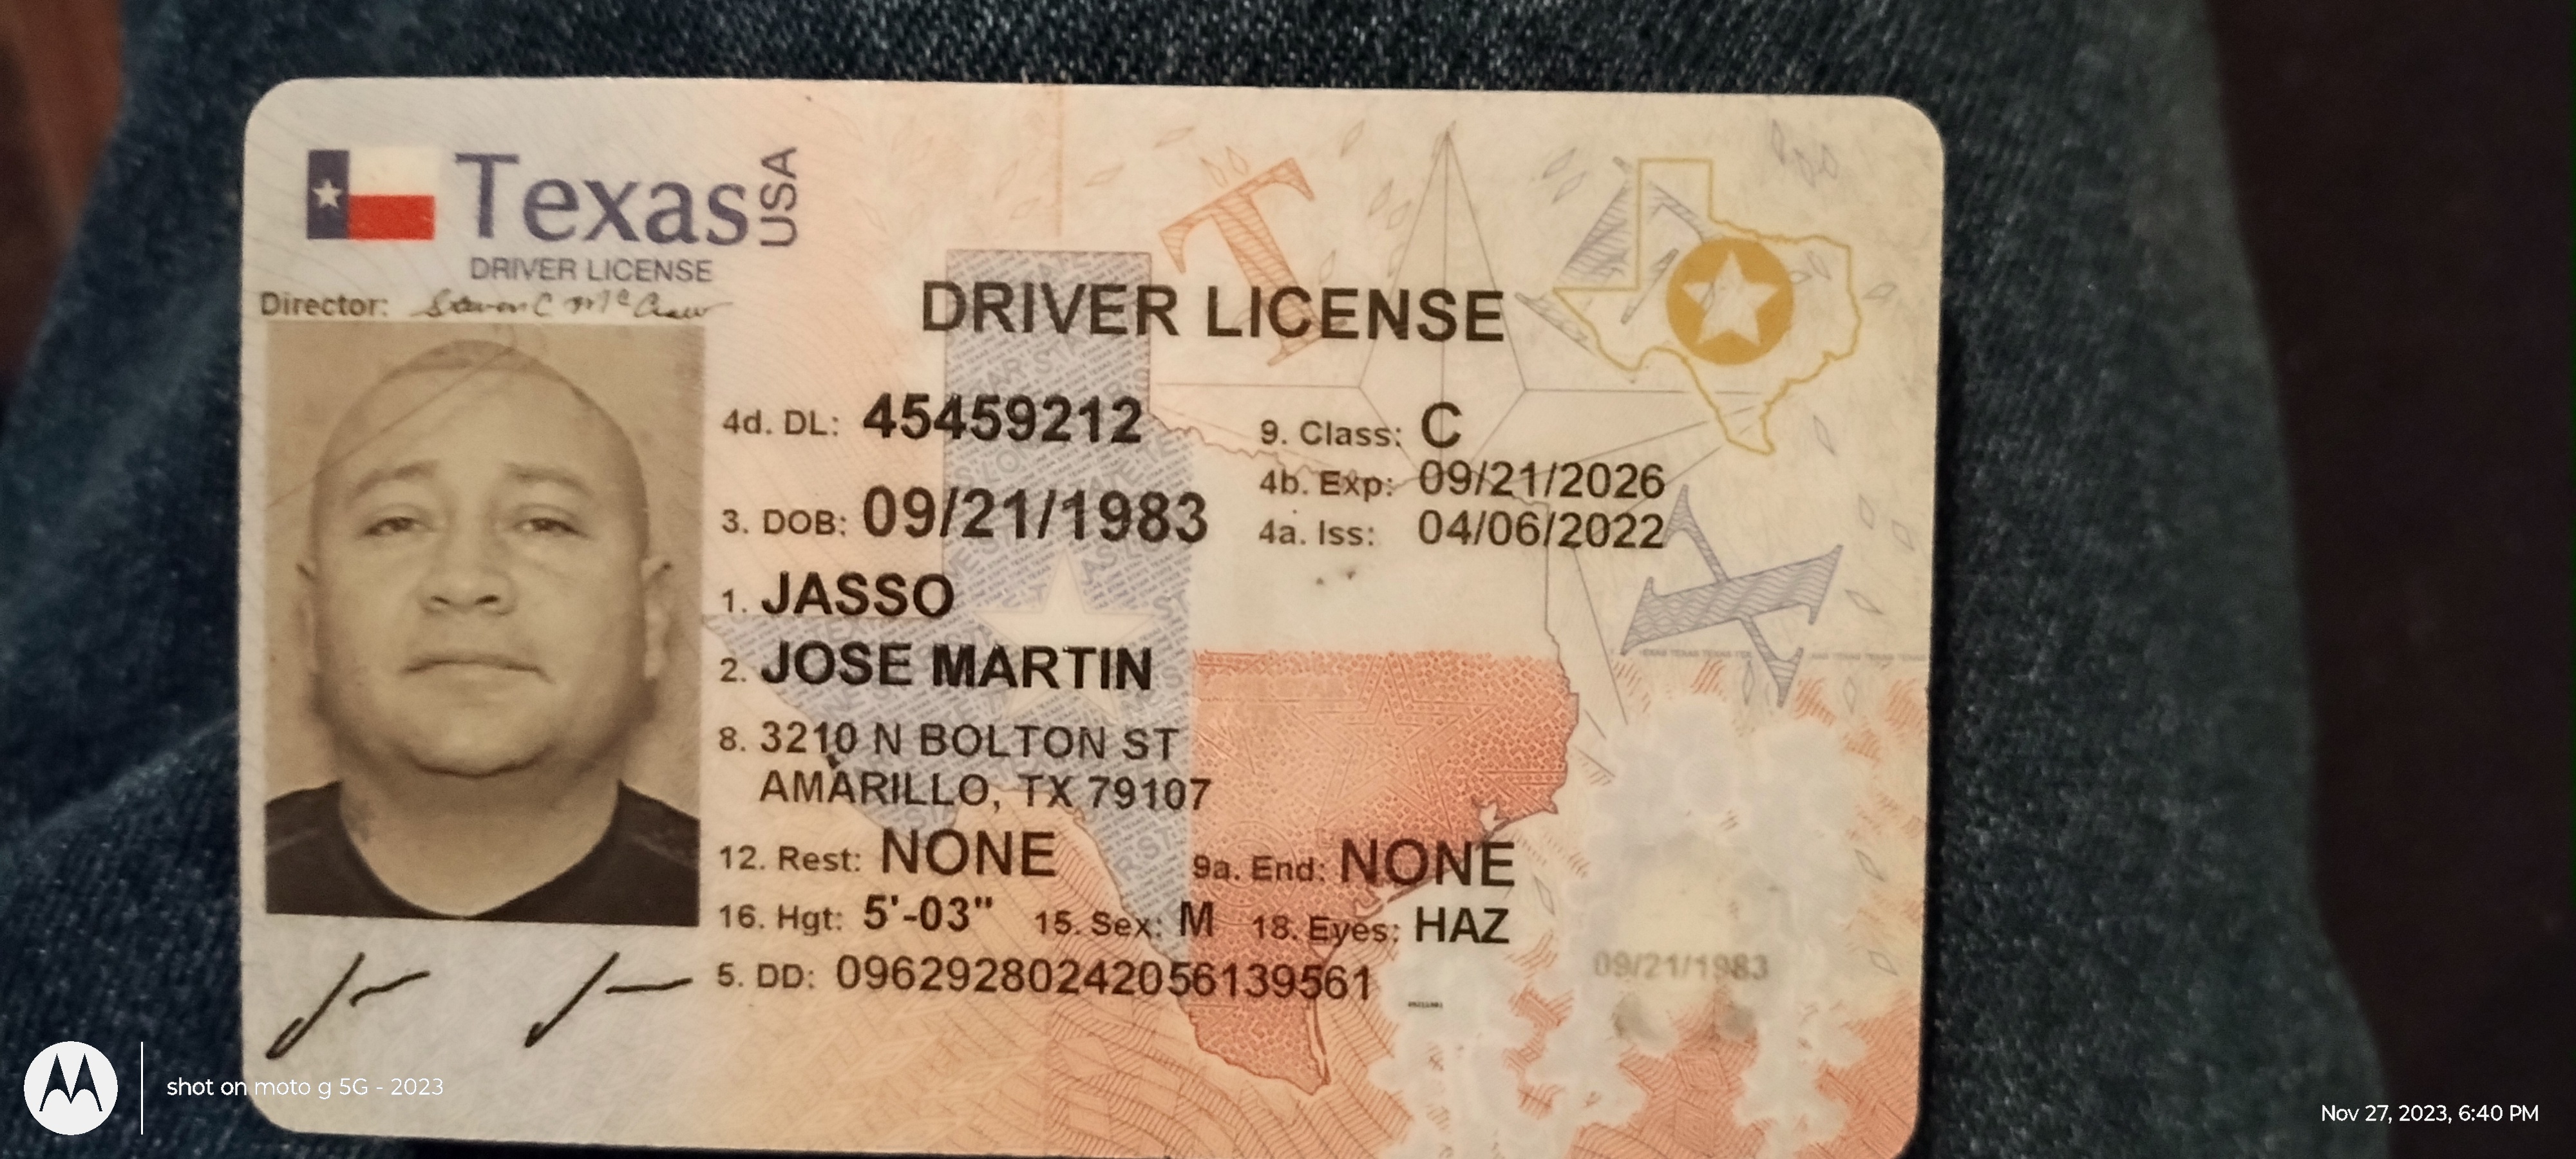 Texas USA
DRIVER LICENSE
Director: Steven C McCraw
DRIVER LICENSE
4d. DL: 45459212
9. Class: C
4b. Exp: 09/21/2026
3. DOB: 09/21/1983
4a. Iss: 04/06/2022
1. JASSO
2. JOSE MARTIN
8. 3210 N BOLTON ST
AMARILLO, TX 79107
12. Rest: NONE
9a. End: NONE
16. Hgt: 5'-03" 15. Sex: M 18. Eyes: HAZ
5. DD: 09629280242056139561
09/21/1983
shot on moto g 5G - 2023
Nov 27, 2023, 6:40 PM